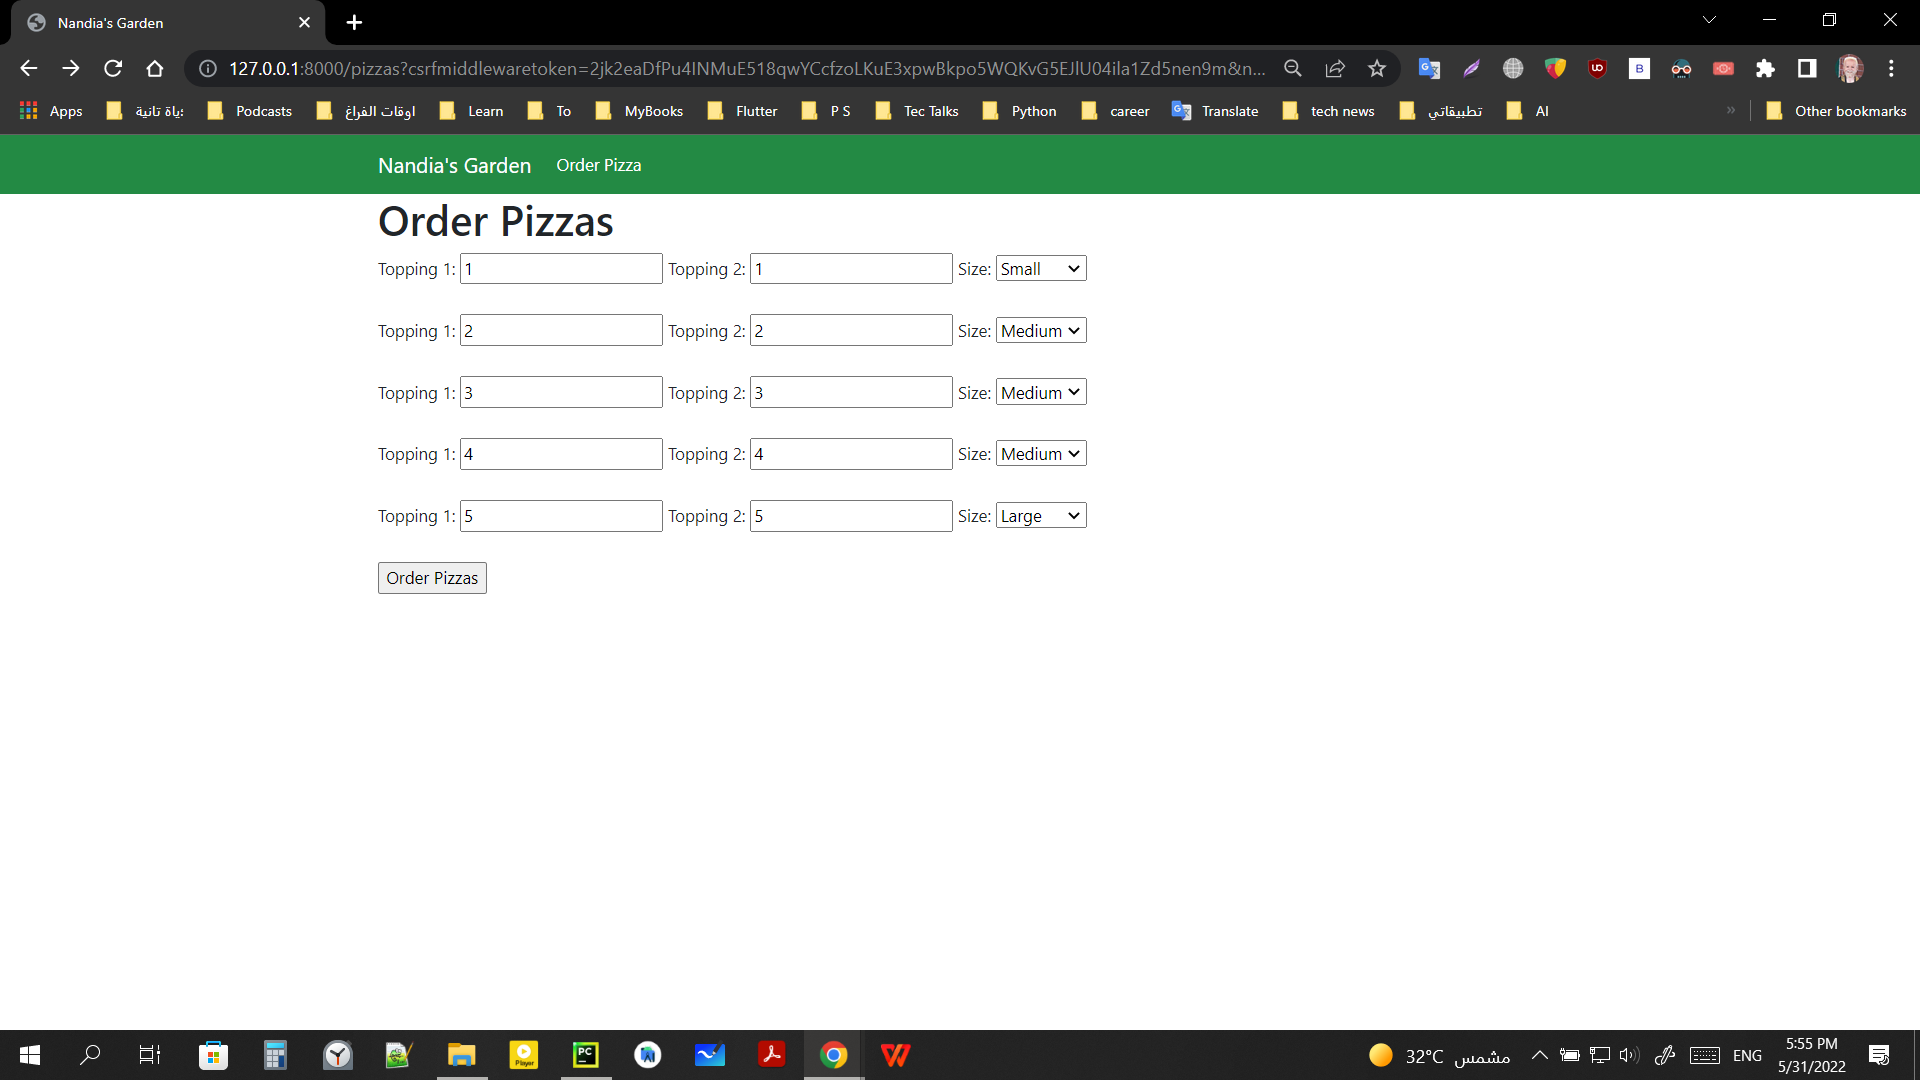 Nandia's Garden
127.0.0.1:8000/pizzas?csrfmiddlewaretoken=2jk2eaDfPu4INMuE518qwYCcfzoLKuE3xpwBkpo5WQKvG5EJlU04ila1Zd5nen9m&n...
Apps ياة تانية؛ Podcasts اوقات الفراغ Learn To MyBooks Flutter P S Tec Talks Python career Translate tech news تطبيقاتي AI » Other bookmarks
Nandia's Garden Order Pizza
Order Pizzas
Topping 1: 1 Topping 2: 1 Size: Small
Topping 1: 2 Topping 2: 2 Size: Medium
Topping 1: 3 Topping 2: 3 Size: Medium
Topping 1: 4 Topping 2: 4 Size: Medium
Topping 1: 5 Topping 2: 5 Size: Large
Order Pizzas
32°C مشمس ENG
5:55 PM
5/31/2022